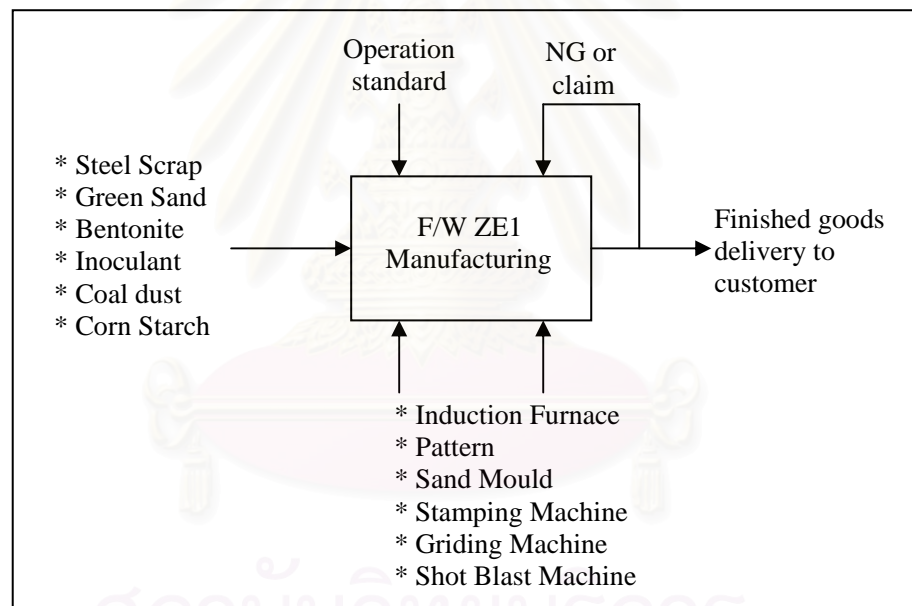 Operation
standard
NG or
claim
* Steel Scrap
* Green Sand
* Bentonite
* Inoculant
* Coal dust
* Corn Starch
F/W ZE1
Manufacturing
Finished goods
delivery to
customer
* Induction Furnace
* Pattern
* Sand Mould
* Stamping Machine
* Griding Machine
* Shot Blast Machine